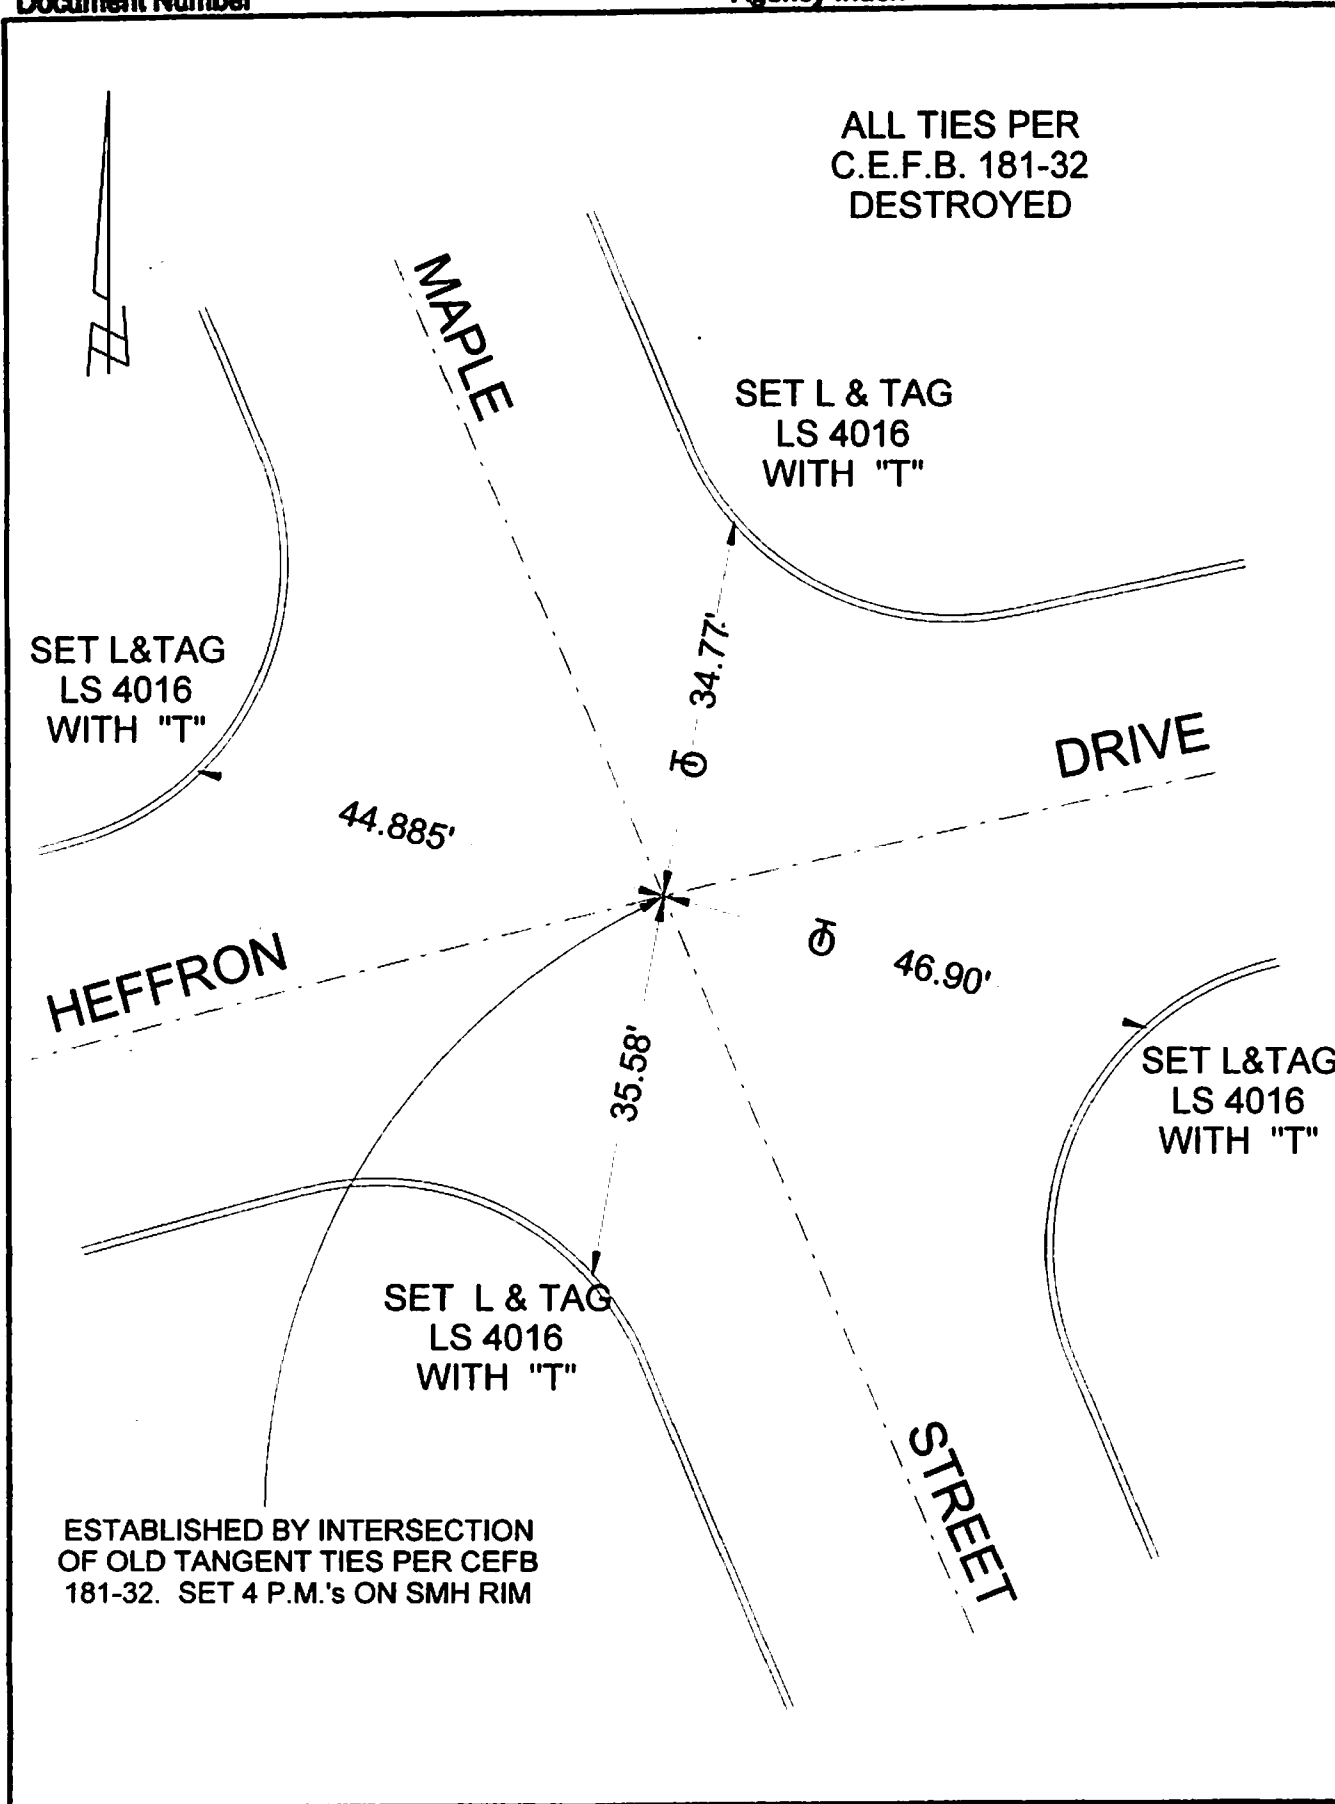 Document Number
Agency Index
ALL TIES PER
C.E.F.B. 181-32
DESTROYED
MAPLE
SET L & TAG
LS 4016
WITH "T"
34.77'
SET L&TAG
LS 4016
WITH "T"
DRIVE
44.885'
HEFFRON
46.90'
35.58'
SET L&TAG
LS 4016
WITH "T"
SET L & TAG
LS 4016
WITH "T"
STREET
ESTABLISHED BY INTERSECTION
OF OLD TANGENT TIES PER CEFB
181-32. SET 4 P.M.'s ON SMH RIM